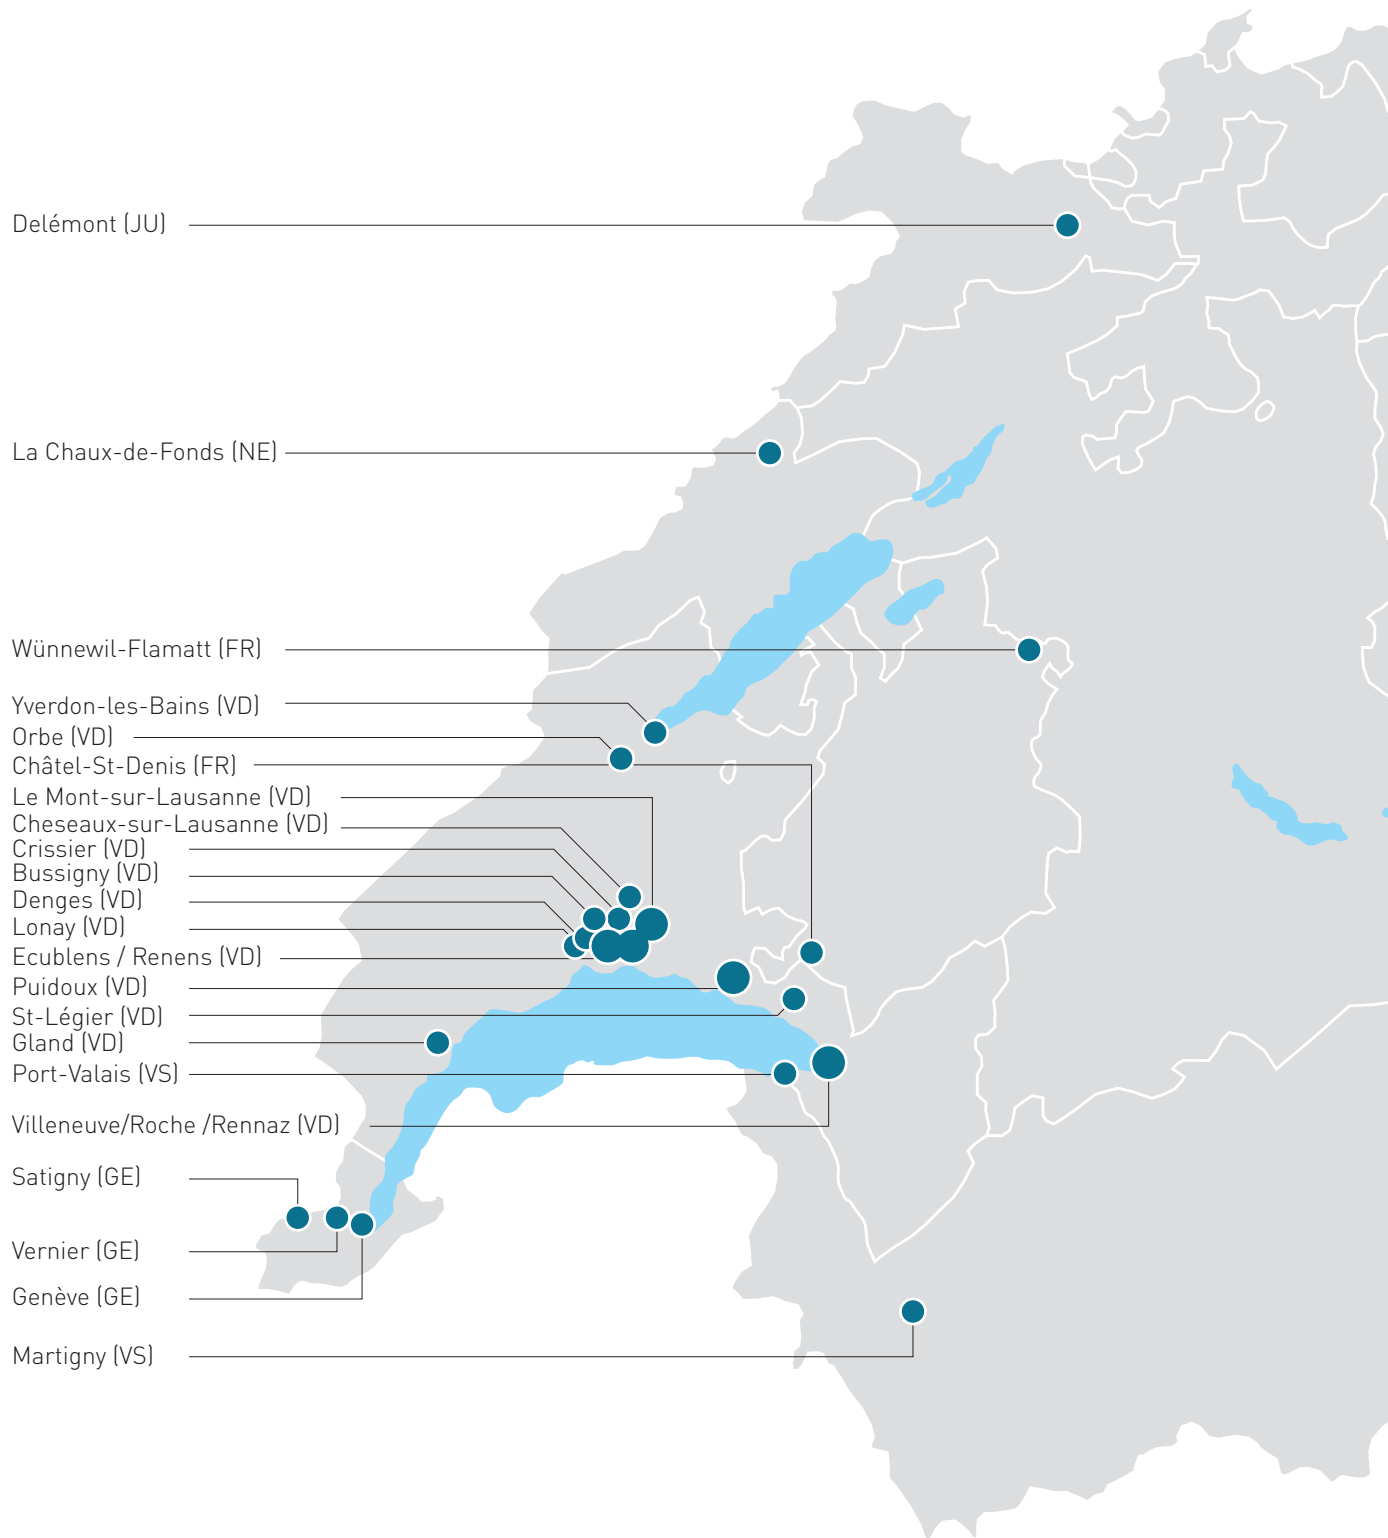 Delémont (JU)
La Chaux-de-Fonds (NE)
Wünnewil-Flamatt (FR)
Yverdon-les-Bains (VD)
Orbe (VD)
Châtel-St-Denis (FR)
Le Mont-sur-Lausanne (VD)
Cheseaux-sur-Lausanne (VD)
Crissier (VD)
Bussigny (VD)
Denges (VD)
Lonay (VD)
Ecublens / Renens (VD)
Puidoux (VD)
St-Légier (VD)
Gland (VD)
Port-Valais (VS)
Villeneuve/Roche /Rennaz (VD)
Satigny (GE)
Vernier (GE)
Genève (GE)
Martigny (VS)